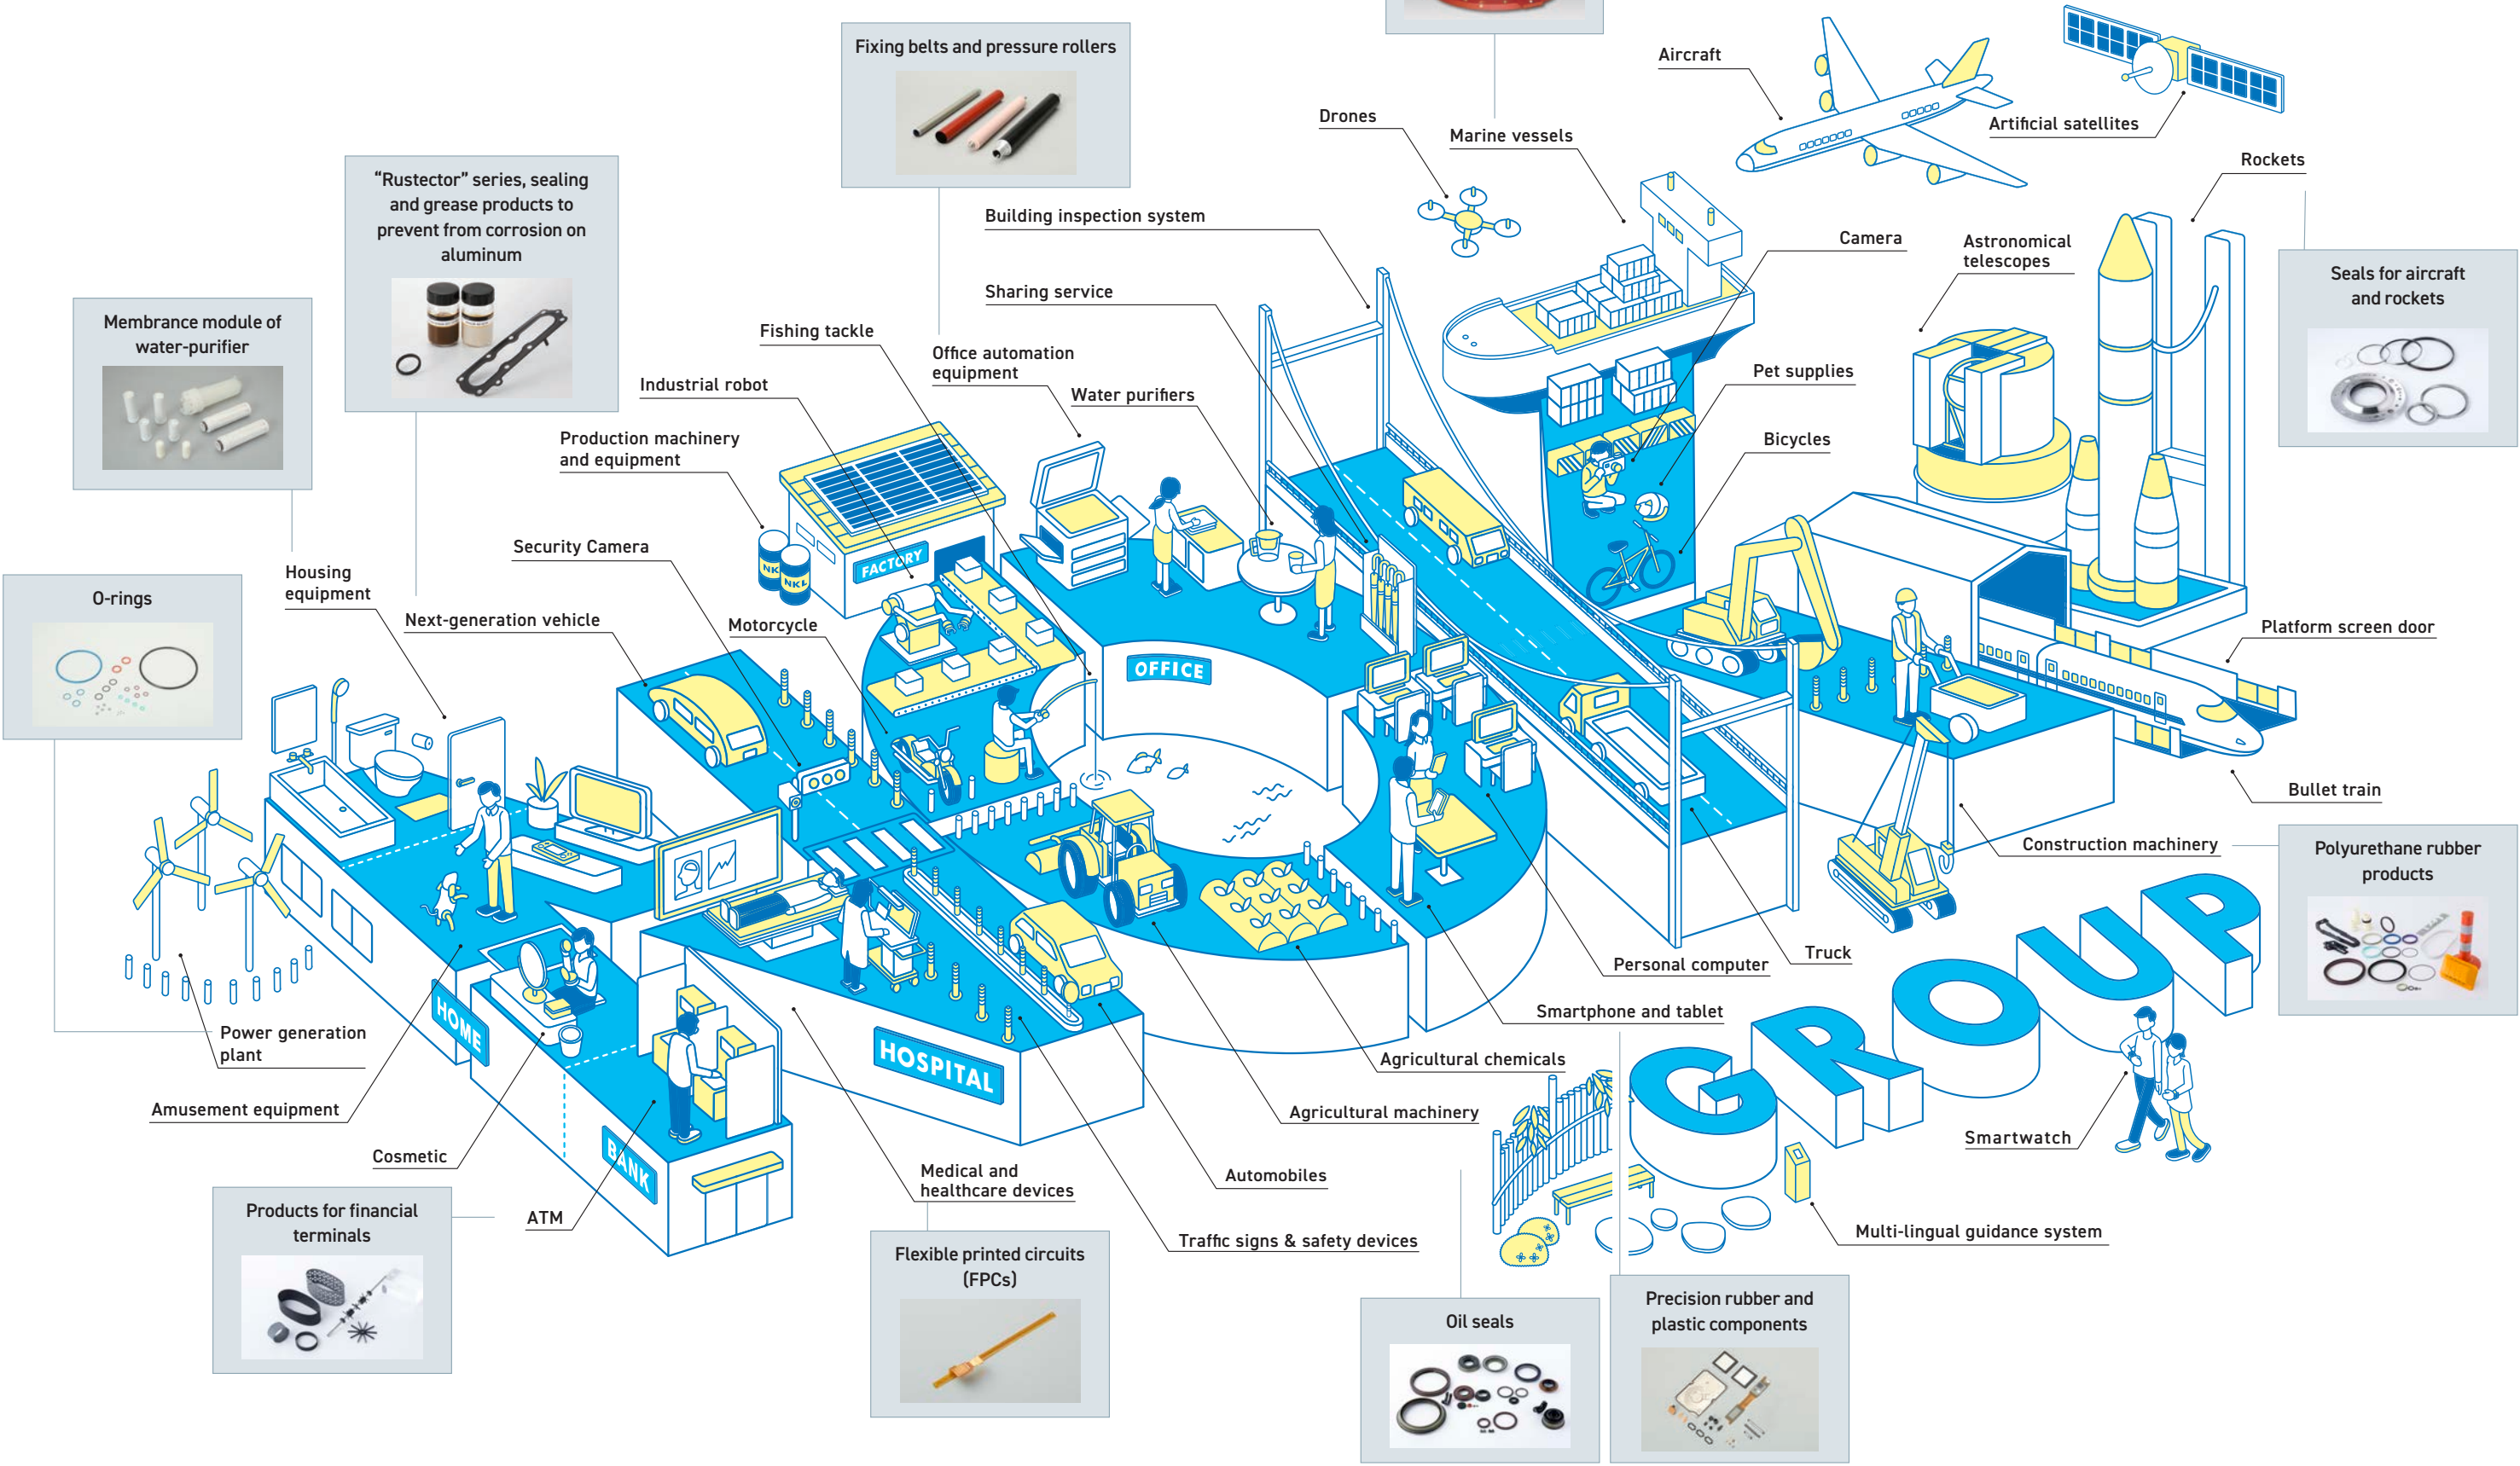 Fixing belts and pressure rollers
Aircraft
Drones
Marine vessels
Artificial satellites
Rockets
"Rustector" series, sealing
and grease products to
prevent from corrosion on
aluminum
Building inspection system
Camera
Astronomical
telescopes
Seals for aircraft
and rockets
Sharing service
Membrance module of
water-purifier
Fishing tackle
Office automation
equipment
Industrial robot
Water purifiers
Pet supplies
Production machinery
and equipment
Bicycles
Security Camera
FACTORY
NK
NKL
Housing
equipment
O-rings
Next-generation vehicle
Motorcycle
OFFICE
Platform screen door
Bullet train
Construction machinery
Polyurethane rubber
products
Truck
Personal computer
Smartphone and tablet
Power generation
plant
HOME
HOSPITAL
Agricultural chemicals
GROUP
Amusement equipment
Agricultural machinery
Smartwatch
Cosmetic
BANK
Medical and
healthcare devices
Automobiles
Products for financial
terminals
ATM
Traffic signs & safety devices
Multi-lingual guidance system
Flexible printed circuits
(FPCs)
Oil seals
Precision rubber and
plastic components